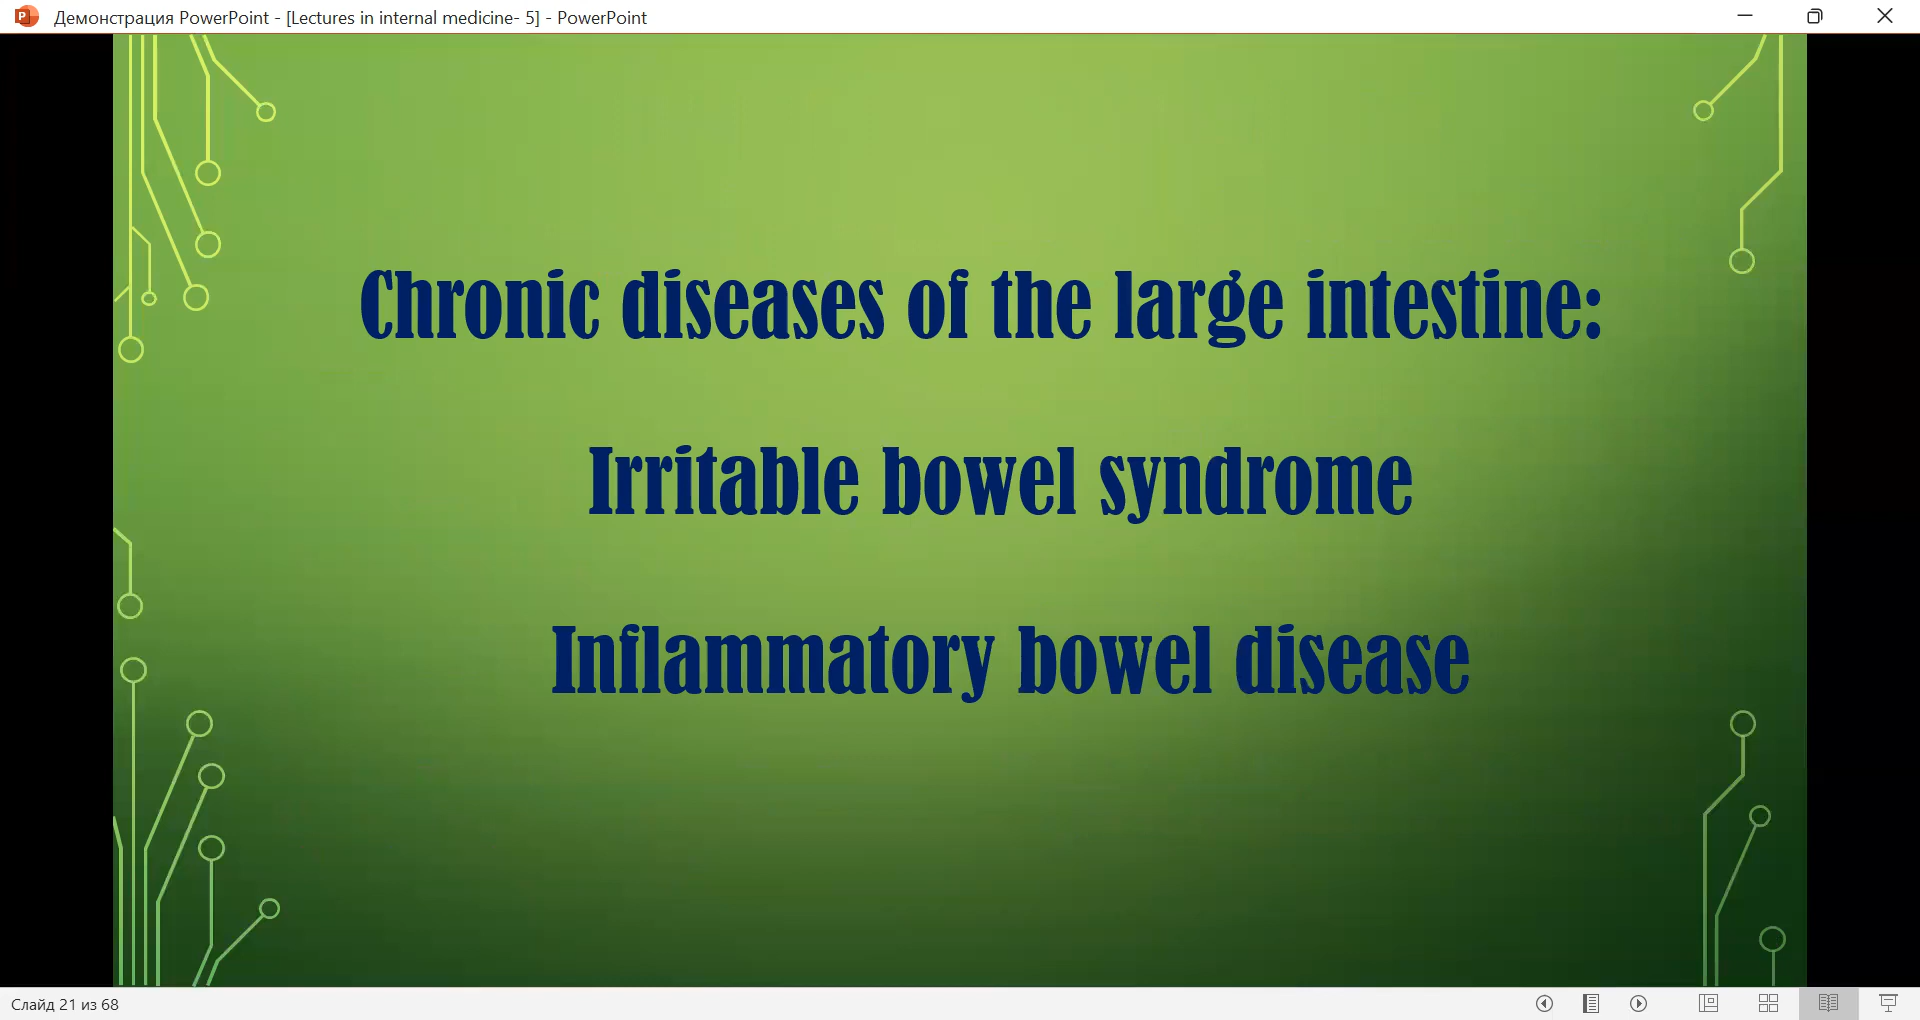 Демонстрация PowerPoint - [Lectures in internal medicine- 5] - PowerPoint
Chronic diseases of the large intestine:
Irritable bowel syndrome
Inflammatory bowel disease
Слайд 21 из 68